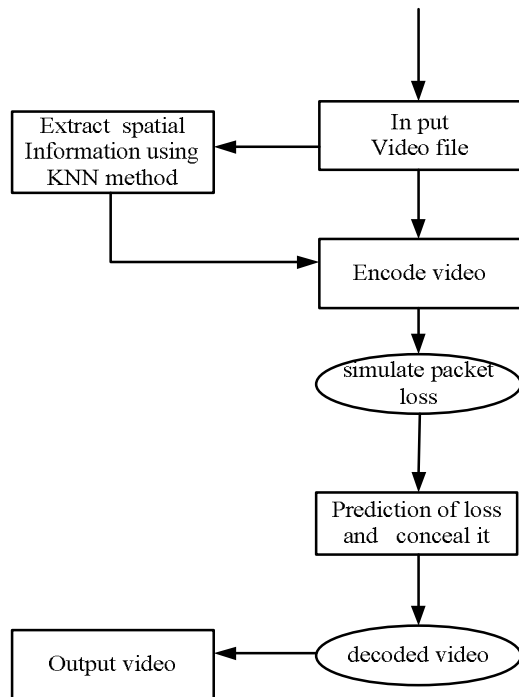 In put
Video file
Extract spatial
Information using
KNN method
Encode video
simulate packet
loss
Prediction of loss
and conceal it
decoded video
Output video